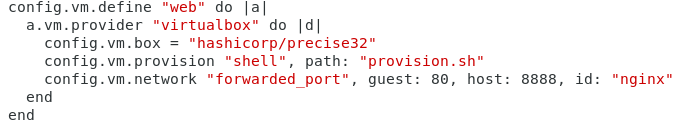 config.vm.define "web" do |a|
  a.vm.provider "virtualbox" do |d|
    config.vm.box = "hashicorp/precise32"
    config.vm.provision "shell", path: "provision.sh"
    config.vm.network "forwarded_port", guest: 80, host: 8888, id: "nginx"
  end
end